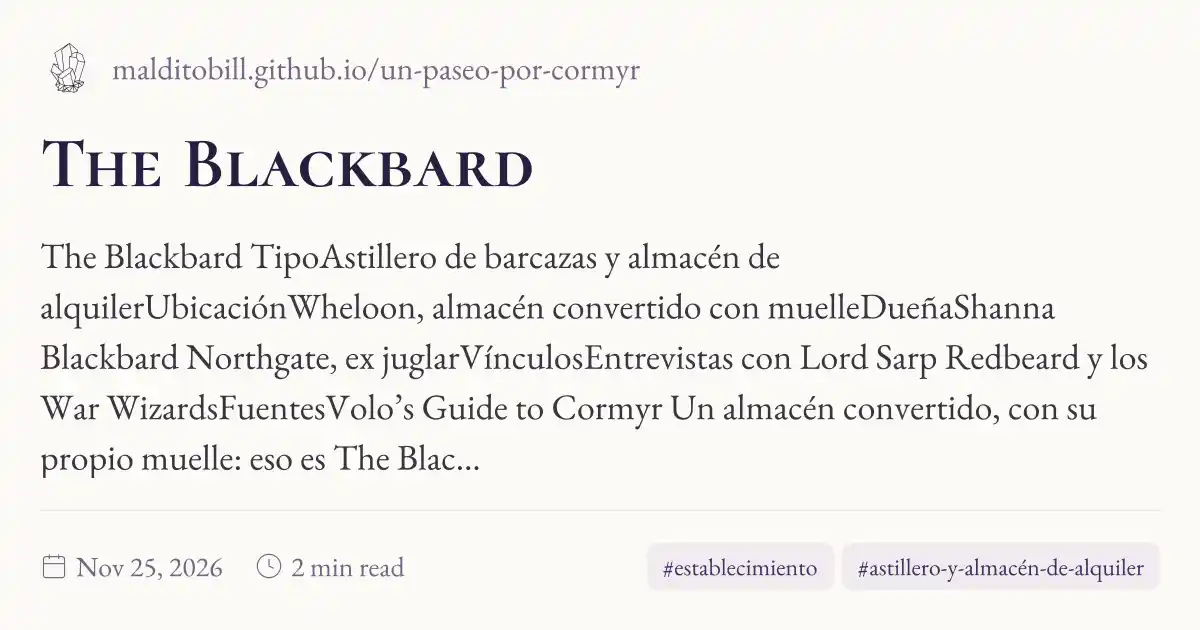 malditobill.github.io/un-paseo-por-cormyr
The Blackbard
The Blackbard TipoAstillero de barcazas y almacén de
alquilerUbicaciónWheloon, almacén convertido con muelleDueñaShanna
Blackbard Northgate, ex juglarVínculosEntrevistas con Lord Sarp Redbeard y los
War WizardsFuentesVolo’s Guide to Cormyr Un almacén convertido, con su
propio muelle: eso es The Blac...
Nov 25, 2026 2 min read #establecimiento #astillero-y-almacén-de-alquiler